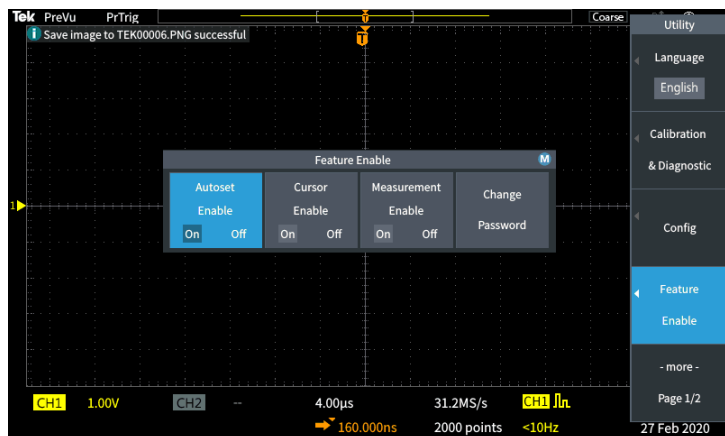 Tek PreVu PrTrig Coarse
Save image to TEK00006.PNG successful
Utility
Language
English
Calibration
& Diagnostic
Config
Feature
Enable
- more -
Page 1/2
Feature Enable M
Autoset
Enable
On Off
Cursor
Enable
On Off
Measurement
Enable
On Off
Change
Password
1
CH1 1.00V CH2 -- 4.00µs 31.2MS/s CH1
160.000ns 2000 points <10Hz 27 Feb 2020